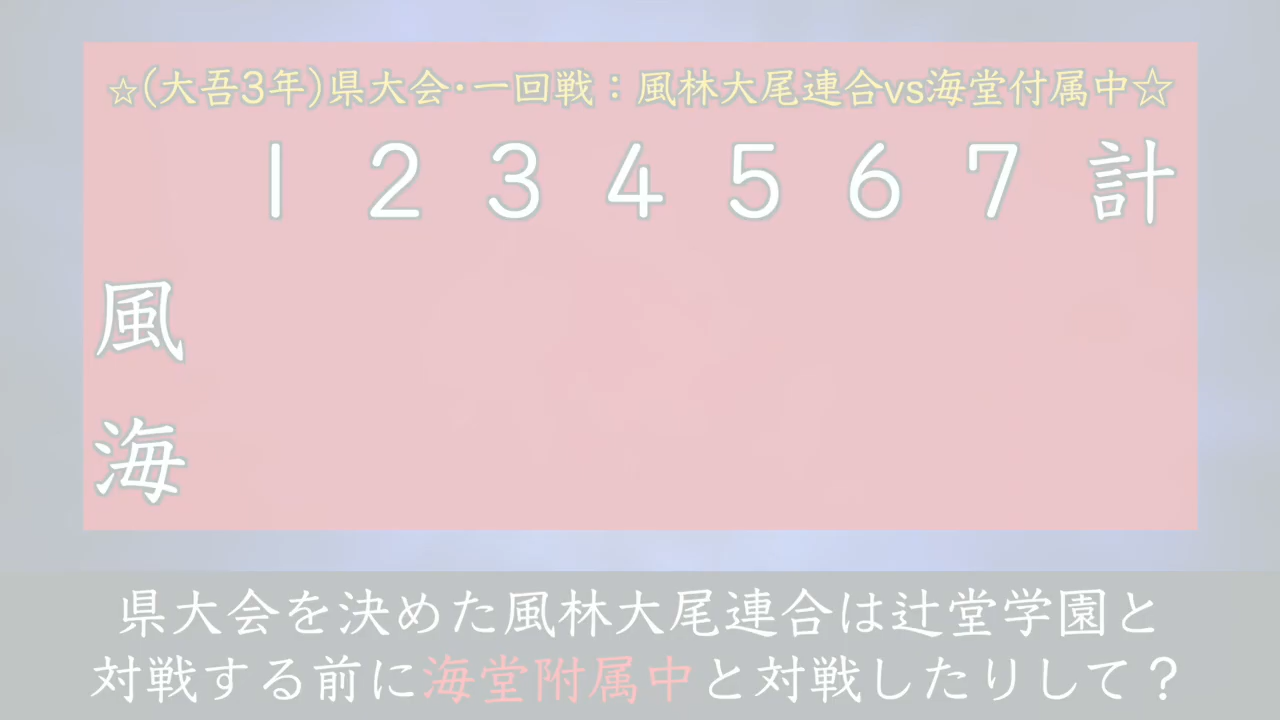 ☆(大吾3年)県大会・一回戦：風林大尾連合vs海堂付属中☆
1 2 3 4 5 6 7 計
風
海
県大会を決めた風林大尾連合は辻堂学園と
対戦する前に海堂附属中と対戦したりして？